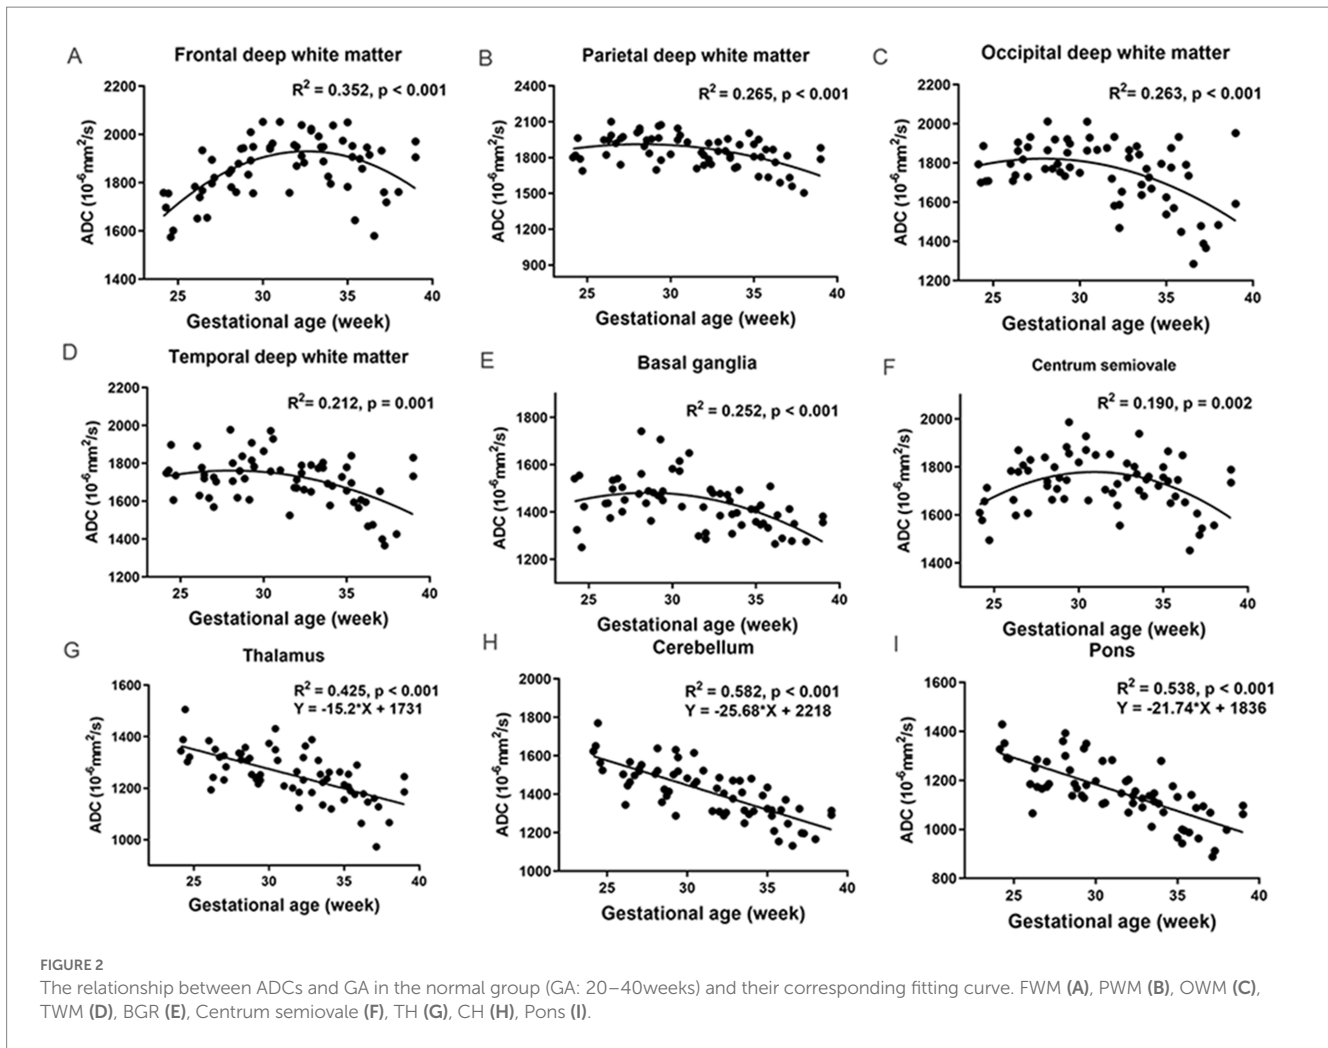 A
Frontal deep white matter
R² = 0.352, p < 0.001
ADC (10⁻⁶mm²/s)
2200
2000
1800
1600
1400
25 30 35 40
Gestational age (week)
B
Parietal deep white matter
R² = 0.265, p < 0.001
ADC (10⁻⁶mm²/s)
2400
2100
1800
1500
1200
900
25 30 35 40
Gestational age (week)
C
Occipital deep white matter
R²= 0.263, p < 0.001
ADC (10⁻⁶mm²/s)
2200
2000
1800
1600
1400
1200
25 30 35 40
Gestational age (week)
D
Temporal deep white matter
R²= 0.212, p = 0.001
ADC (10⁻⁶mm²/s)
2200
2000
1800
1600
1400
1200
25 30 35 40
Gestational age (week)
E
Basal ganglia
R² = 0.252, p < 0.001
ADC (10⁻⁶mm²/s)
1800
1600
1400
1200
25 30 35 40
Gestational age (week)
F
Centrum semiovale
R² = 0.190, p = 0.002
ADC (10⁻⁶mm²/s)
2000
1800
1600
1400
25 30 35 40
Gestational age (week)
G
Thalamus
R² = 0.425, p < 0.001
Y = -15.2*X + 1731
ADC (10⁻⁶mm²/s)
1600
1400
1200
1000
25 30 35 40
Gestational age (week)
H
Cerebellum
R² = 0.582, p < 0.001
Y = -25.68*X + 2218
ADC (10⁻⁶mm²/s)
2000
1800
1600
1400
1200
1000
25 30 35 40
Gestational age (week)
I
Pons
R² = 0.538, p < 0.001
Y = -21.74*X + 1836
ADC (10⁻⁶mm²/s)
1600
1400
1200
1000
800
25 30 35 40
Gestational age (week)
FIGURE 2
The relationship between ADCs and GA in the normal group (GA: 20–40weeks) and their corresponding fitting curve. FWM (A), PWM (B), OWM (C),
TWM (D), BGR (E), Centrum semiovale (F), TH (G), CH (H), Pons (I).